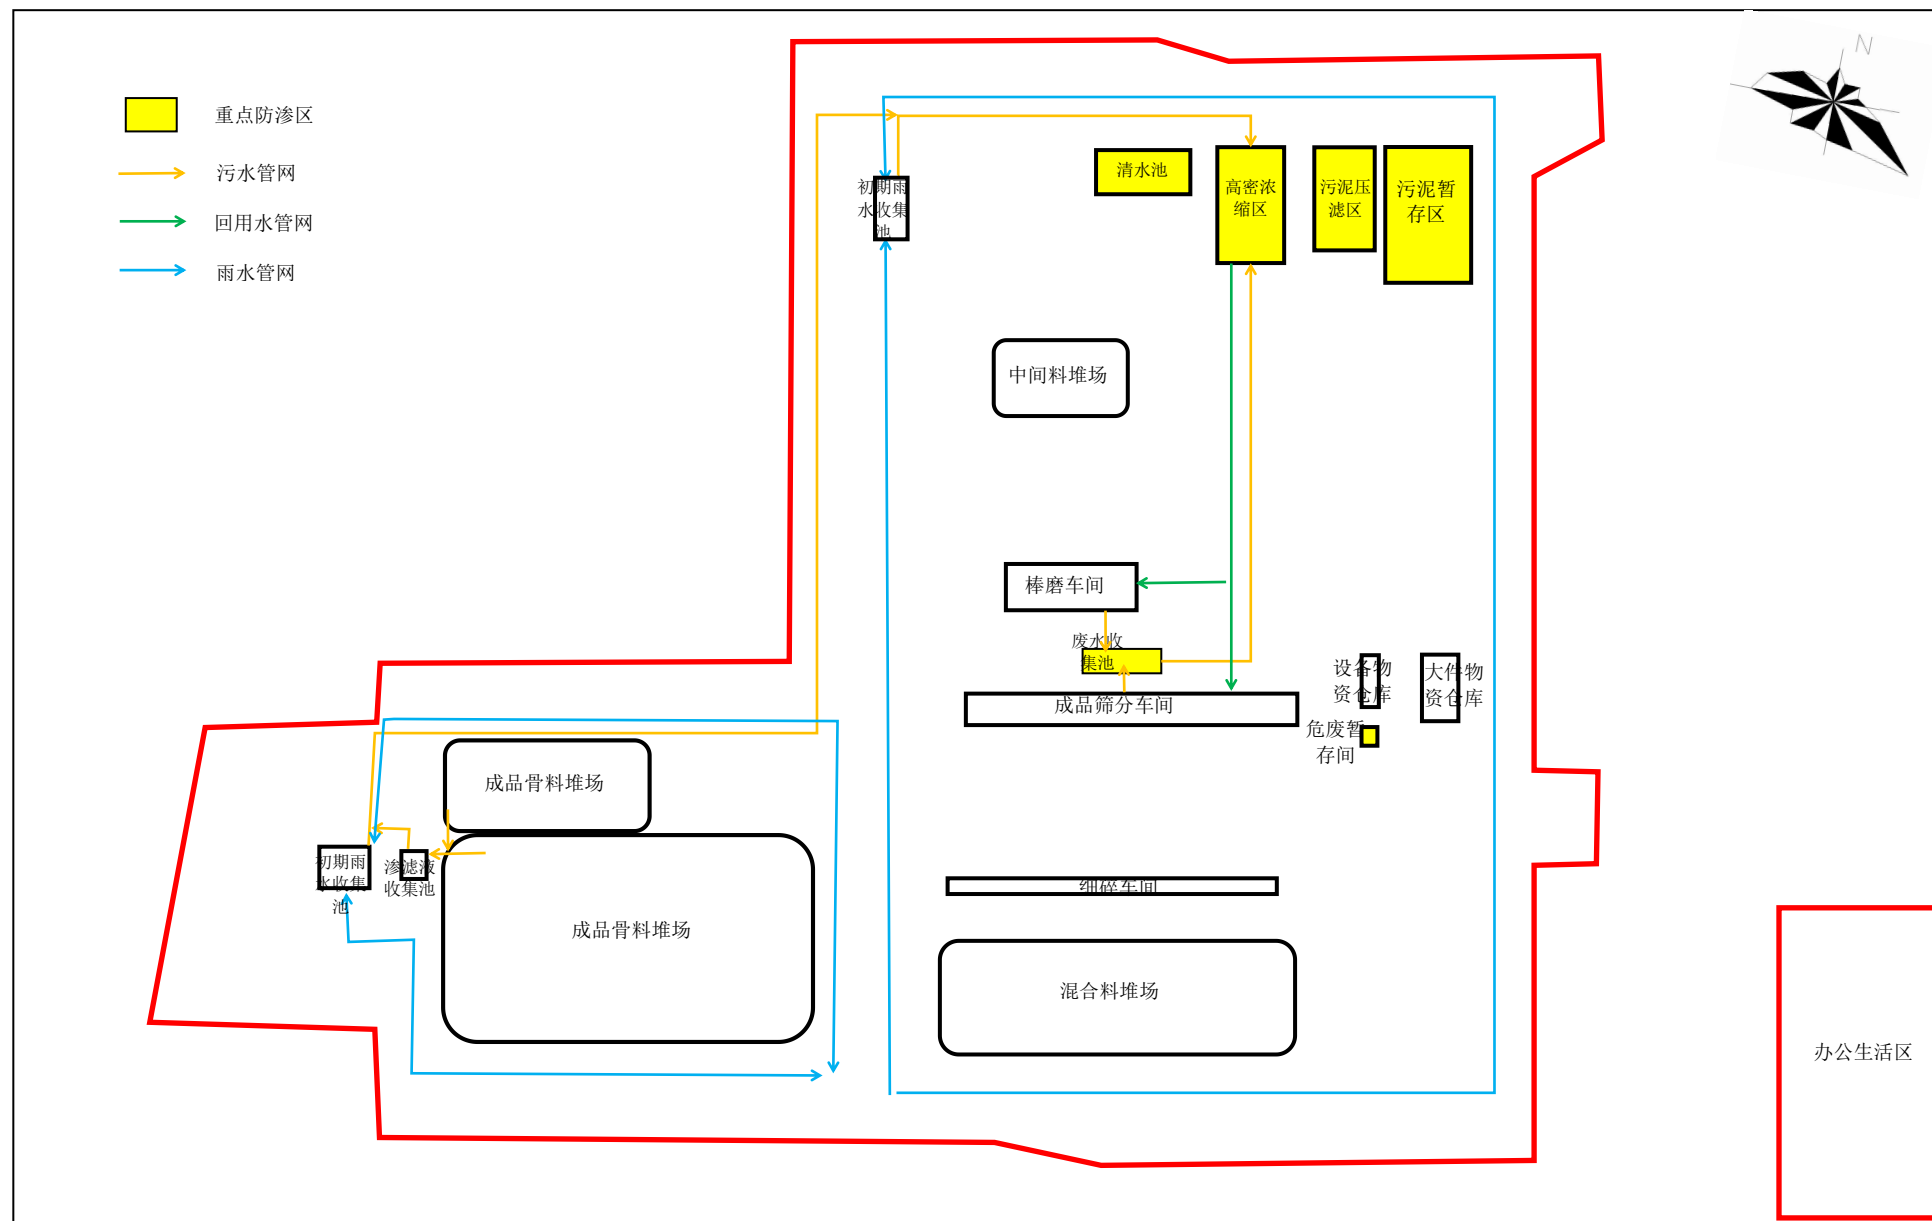 N
重点防渗区
污水管网
回用水管网
雨水管网
初期雨
水收集
池
清水池
高密浓
缩区
污泥压
滤区
污泥暂
存区
中间料堆场
棒磨车间
废水收
集池
成品筛分车间
设备物
资仓库
大件物
资仓库
危废暂
存间
成品骨料堆场
初期雨
水收集
池
渗滤液
收集池
成品骨料堆场
细碎车间
混合料堆场
办公生活区